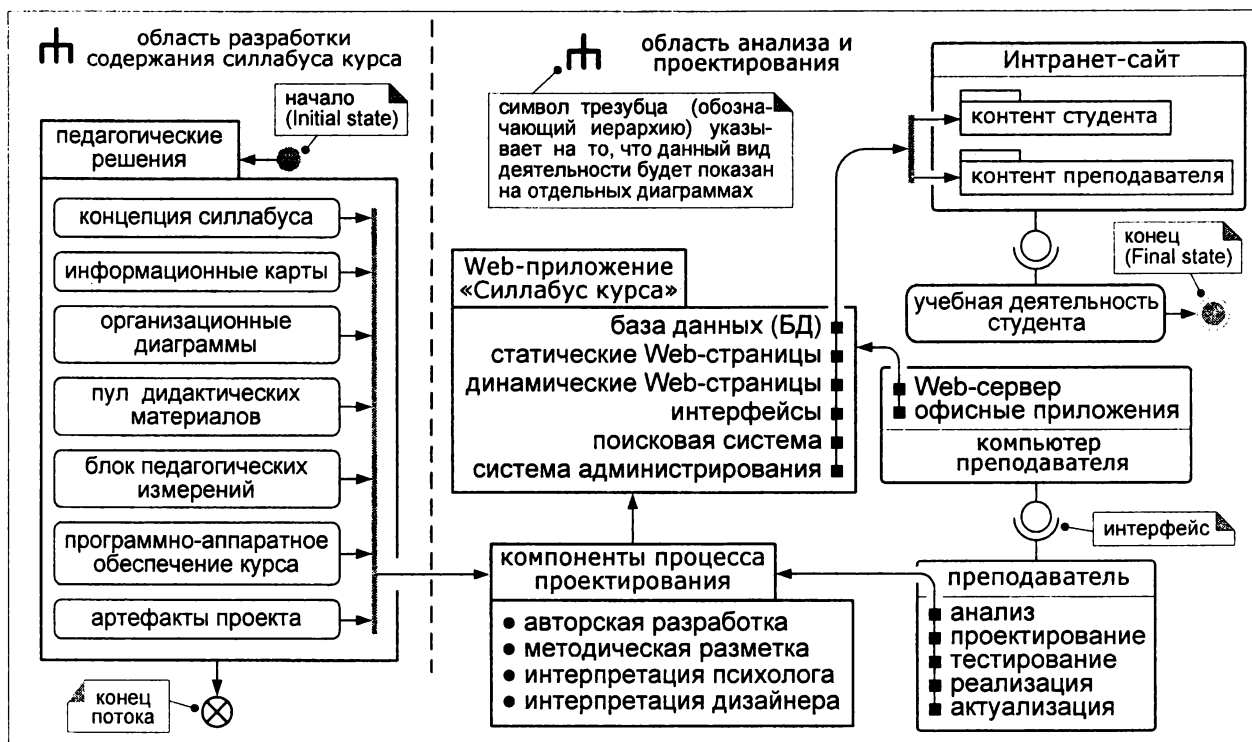 область разработки
содержания силлабуса курса
начало
(Initial state)
педагогические
решения
концепция силлабуса
информационные карты
организационные
диаграммы
пул дидактических
материалов
блок педагогических
измерений
программно-аппаратное
обеспечение курса
артефакты проекта
конец
потока
область анализа и
проектирования
символ трезубца (обозна-
чающий иерархию) указы-
вает на то, что данный вид
деятельности будет показан
на отдельных диаграммах
Web-приложение
«Силлабус курса»
база данных (БД)
статические Web-страницы
динамические Web-страницы
интерфейсы
поисковая система
система администрирования
компоненты процесса
проектирования
• авторская разработка
• методическая разметка
• интерпретация психолога
• интерпретация дизайнера
Интранет-сайт
контент студента
контент преподавателя
конец
(Final state)
учебная деятельность
студента
Web-сервер
офисные приложения
компьютер
преподавателя
интерфейс
преподаватель
анализ
проектирование
тестирование
реализация
актуализация